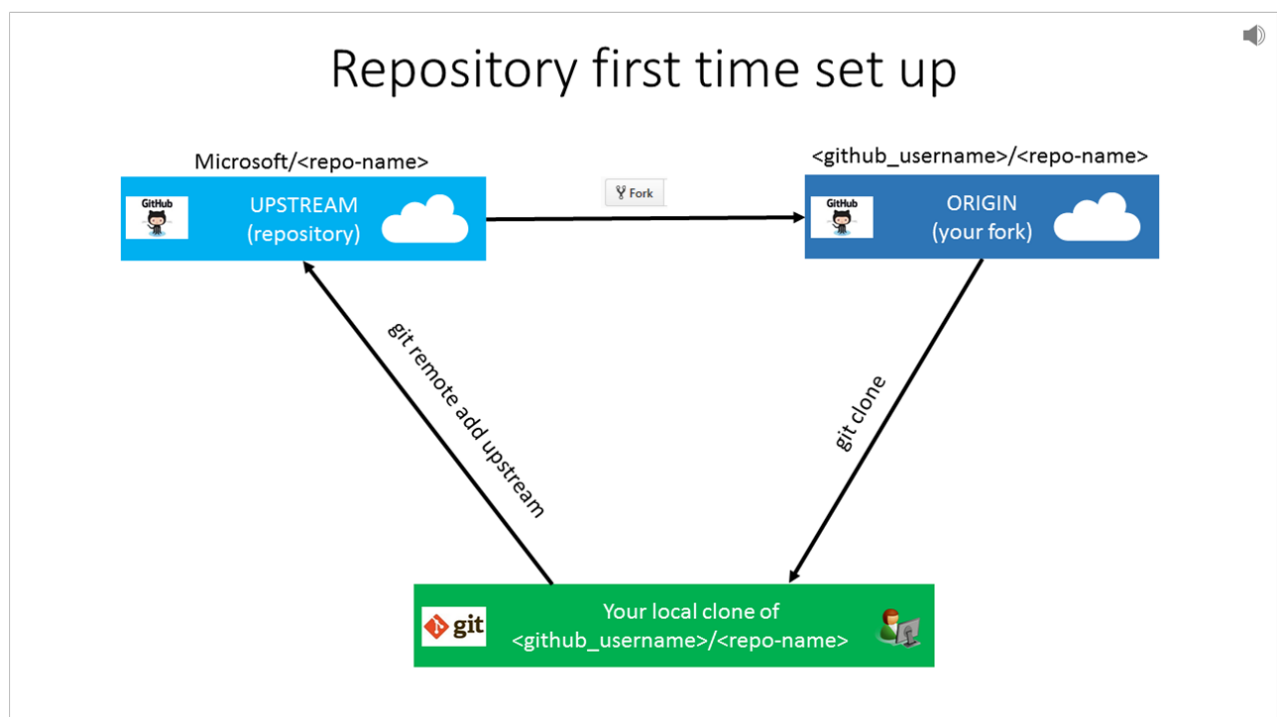 Repository first time set up
Microsoft/<repo-name>
<github_username>/<repo-name>
GitHub
UPSTREAM
(repository)
Fork
GitHub
ORIGIN
(your fork)
git remote add upstream
git clone
git
Your local clone of
<github_username>/<repo-name>